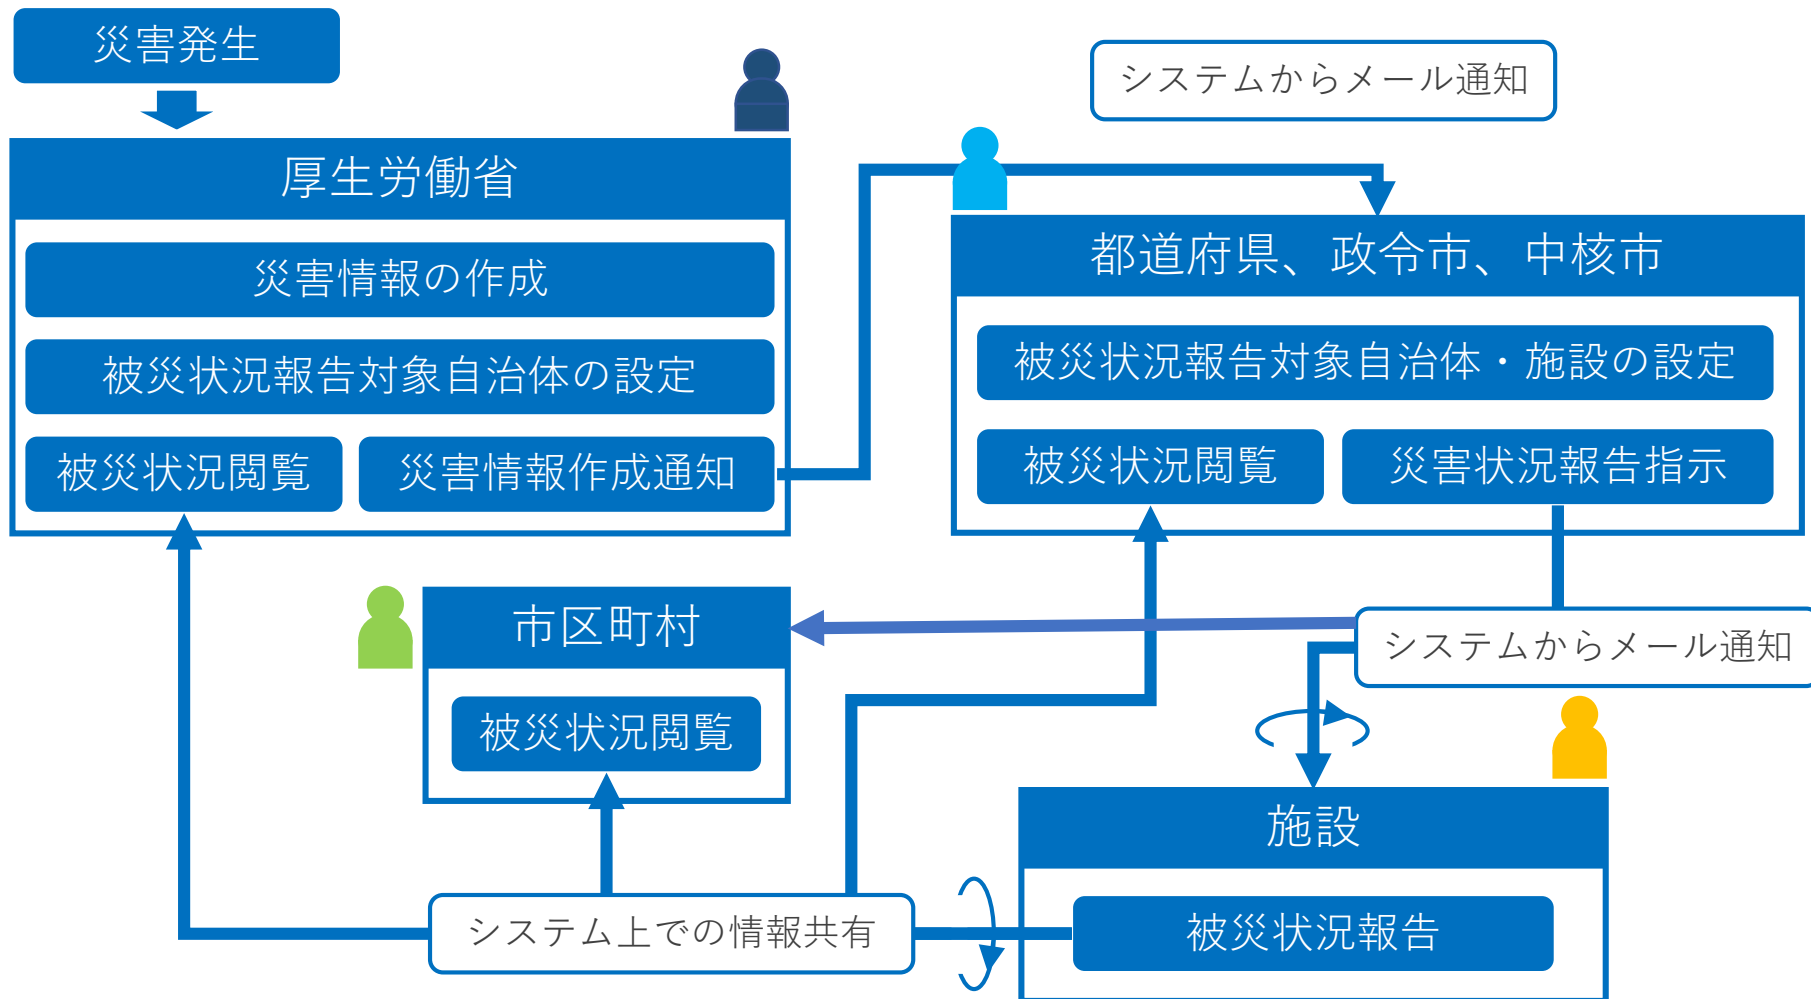 災害発生
システムからメール通知
厚生労働省
災害情報の作成
被災状況報告対象自治体の設定
被災状況閲覧
災害情報作成通知
都道府県、政令市、中核市
被災状況報告対象自治体・施設の設定
被災状況閲覧
災害状況報告指示
市区町村
被災状況閲覧
システムからメール通知
施設
被災状況報告
システム上での情報共有